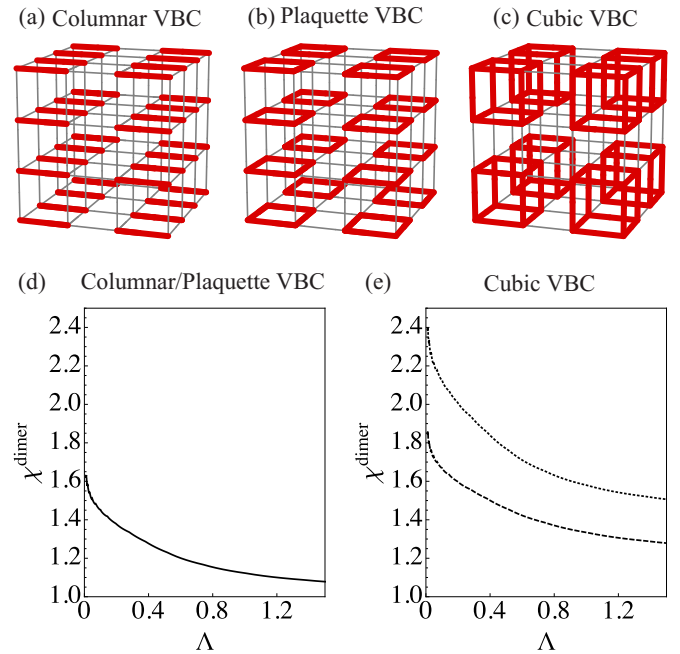 (a) Columnar VBC (b) Plaquette VBC (c) Cubic VBC
(d) Columnar/Plaquette VBC (e) Cubic VBC
2.4 2.4
2.2 2.2
2.0 2.0
1.8 1.8
1.6 1.6
1.4 1.4
1.2 1.2
1.0 1.0
χ^dimer χ^dimer
0 0.4 0.8 1.2 0 0.4 0.8 1.2
Λ Λ